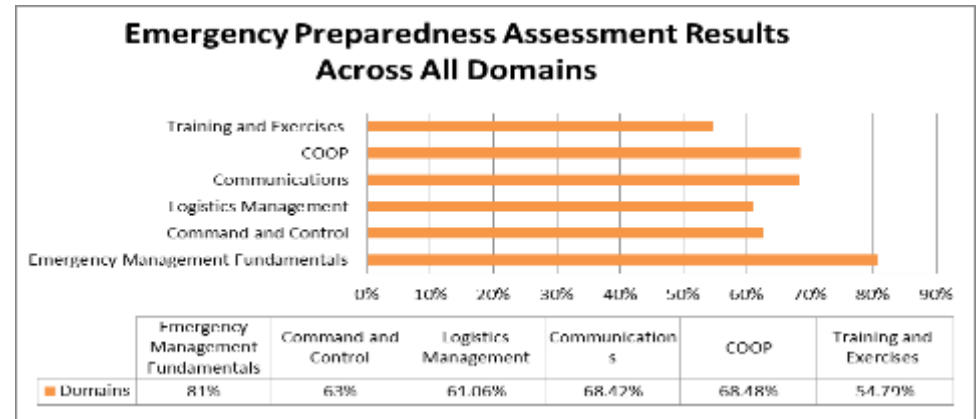 Emergency Preparedness Assessment Results
Across All Domains
Training and Exercises
COOP
Communications
Logistics Management
Command and Control
Emergency Management Fundamentals
0% 10% 20% 30% 40% 50% 60% 70% 80% 90%
Emergency Management Fundamentals Command and Control Logistics Management Communications COOP Training and Exercises
Domains 81% 63% 61.06% 68.42% 68.48% 54.79%